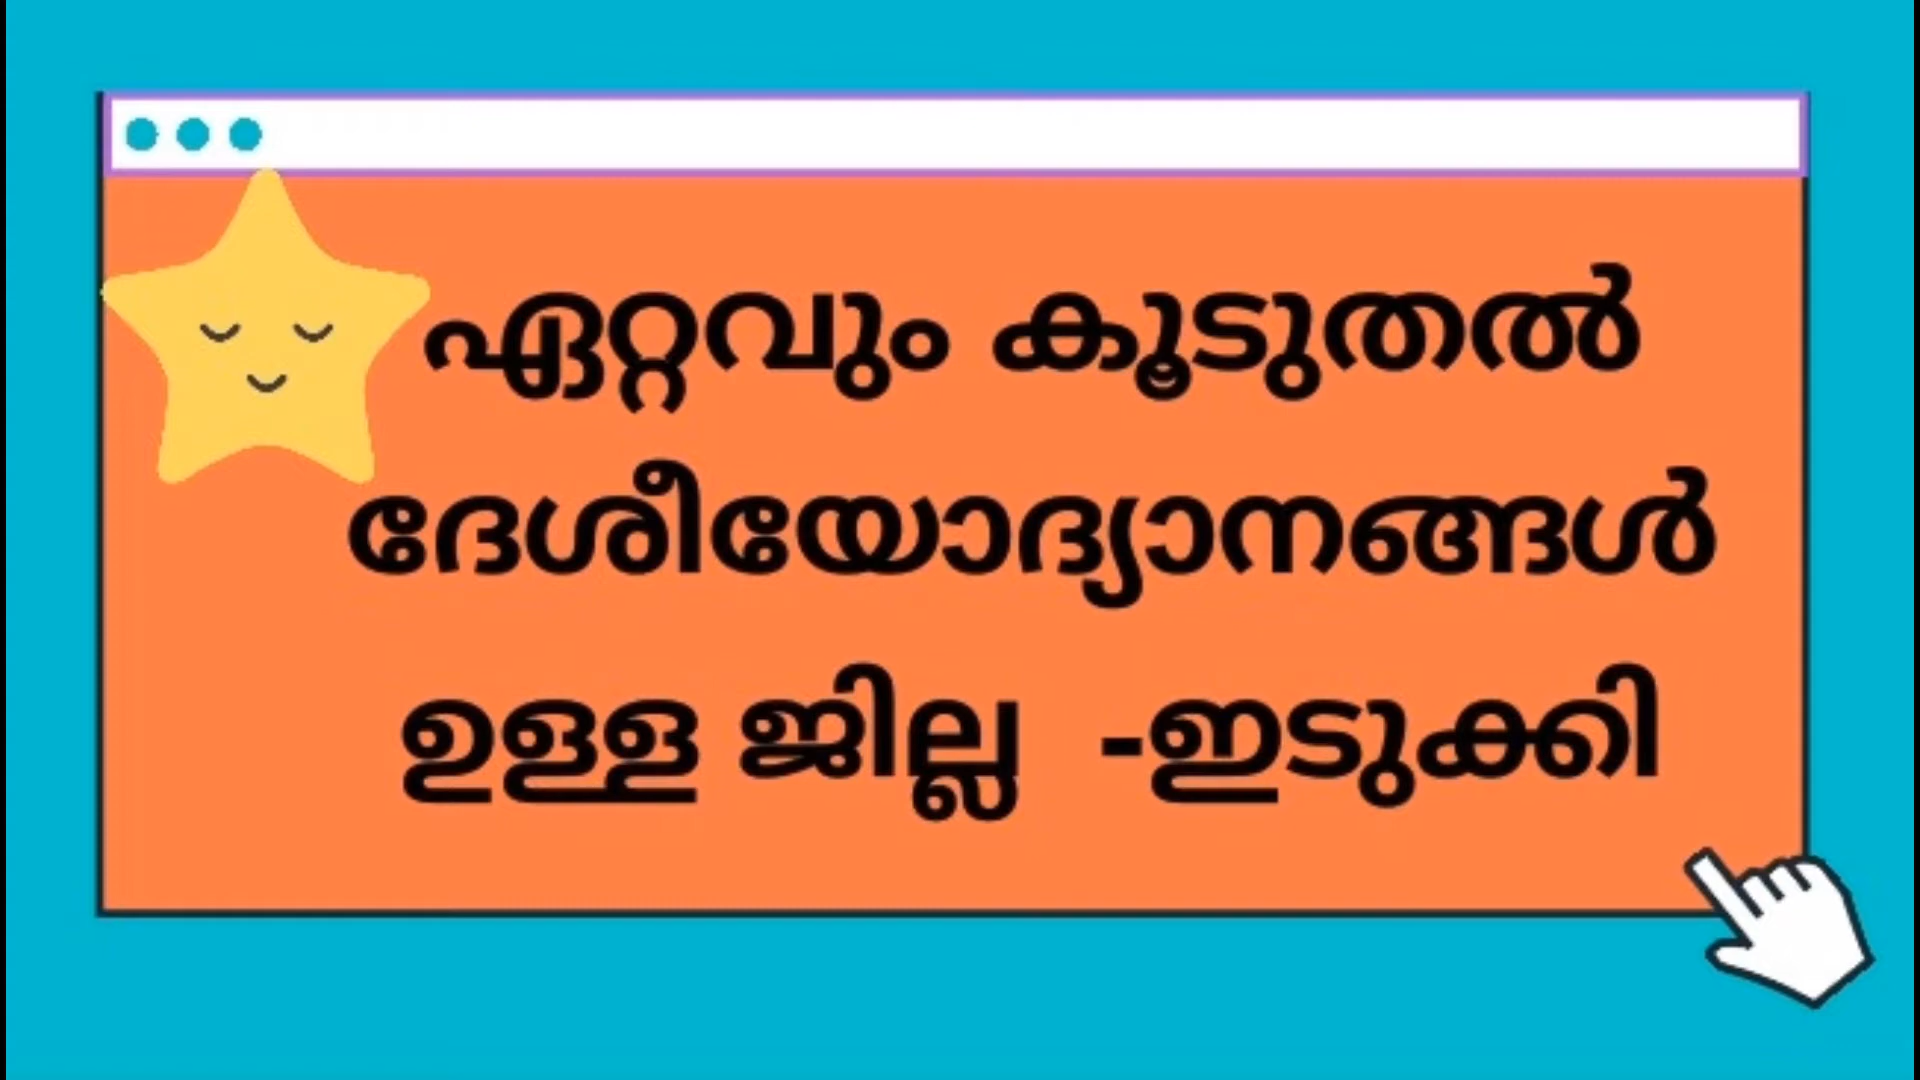 ഏറ്റവും കൂടുതൽ
ദേശീയോദ്യാനങ്ങൾ
ഉള്ള ജില്ല -ഇടുക്കി